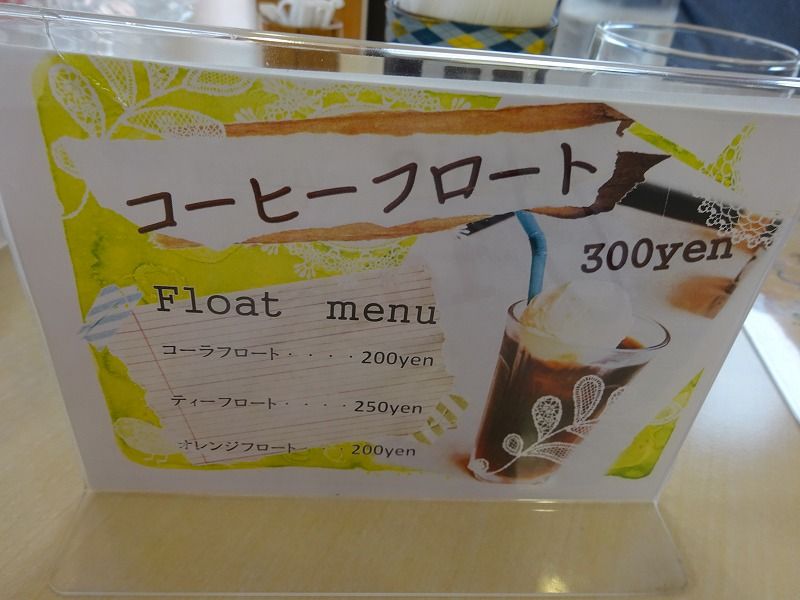 コーヒーフロート
300yen
Float menu
コーラフロート・・・・200yen
ティーフロート・・・・250yen
オレンジフロート・・・・200yen